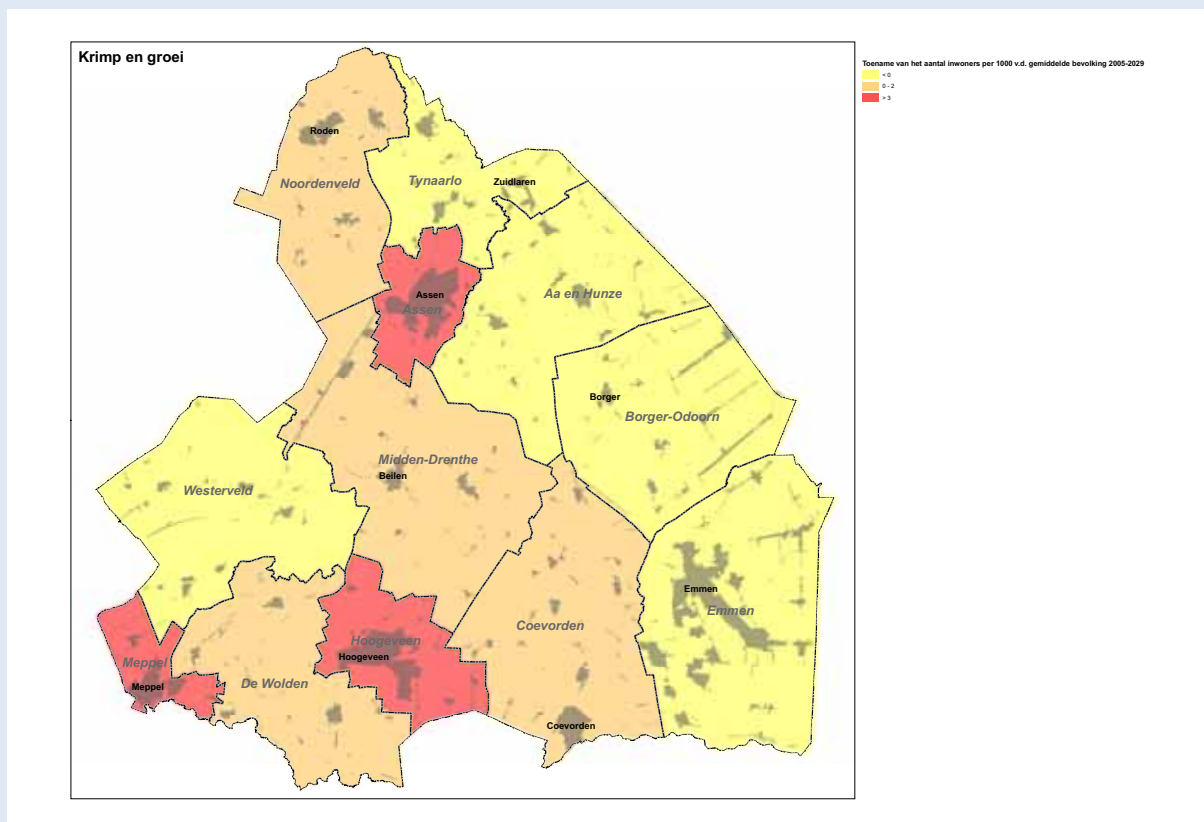 Krimp en groei
Toename van het aantal inwoners per 1000 v.d. gemiddelde bevolking 2005-2029
< 0
0 - 2
> 3
Roden
Noordenveld
Tynaarlo
Zuidlaren
Assen
Assen
Aa en Hunze
Borger
Borger-Odoorn
Midden-Drenthe
Beilen
Westerveld
Emmen
Emmen
Coevorden
Hoogeveen
Hoogeveen
Meppel
Meppel
De Wolden
Coevorden